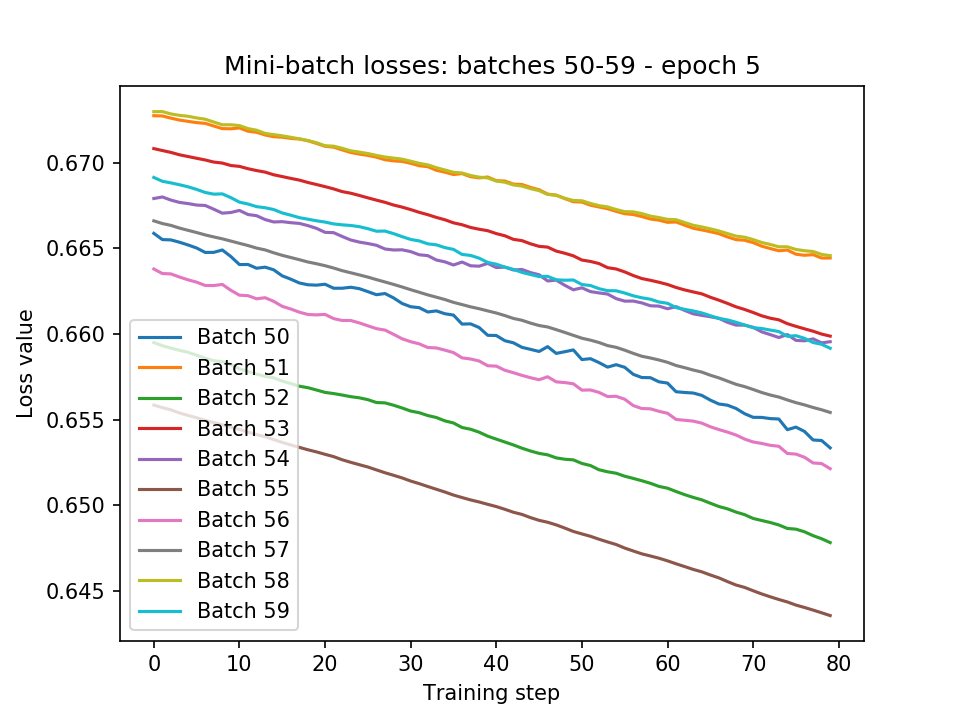 Mini-batch losses: batches 50-59 - epoch 5
Loss value
0.670
0.665
0.660
0.655
0.650
0.645
Batch 50
Batch 51
Batch 52
Batch 53
Batch 54
Batch 55
Batch 56
Batch 57
Batch 58
Batch 59
0 10 20 30 40 50 60 70 80
Training step